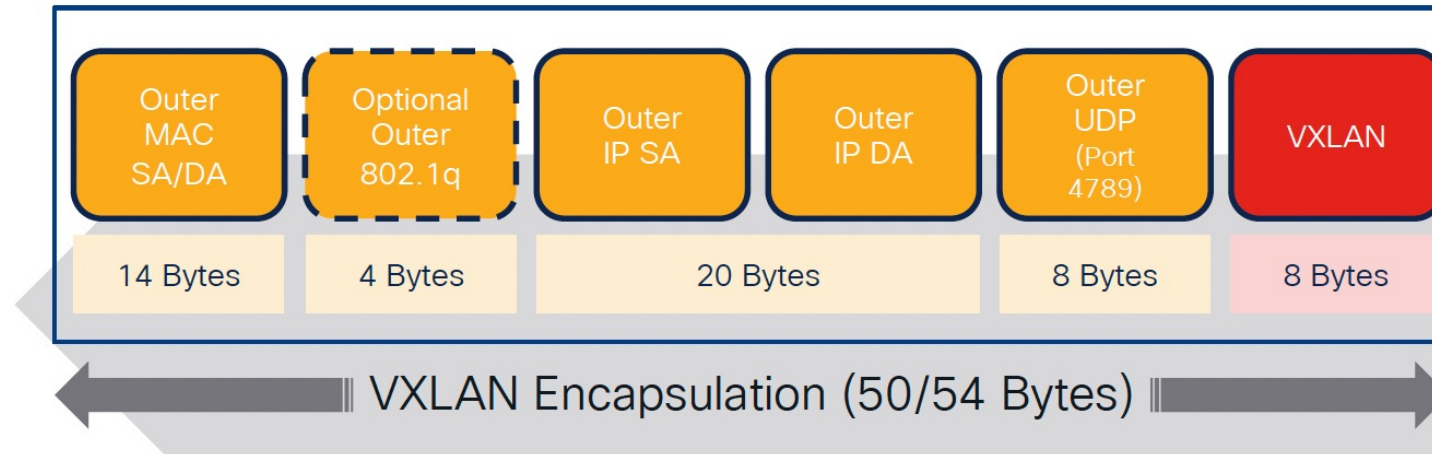 Outer
MAC
SA/DA
Optional
Outer
802.1q
Outer
IP SA
Outer
IP DA
Outer
UDP
(Port
4789)
VXLAN
14 Bytes
4 Bytes
20 Bytes
8 Bytes
8 Bytes
VXLAN Encapsulation (50/54 Bytes)